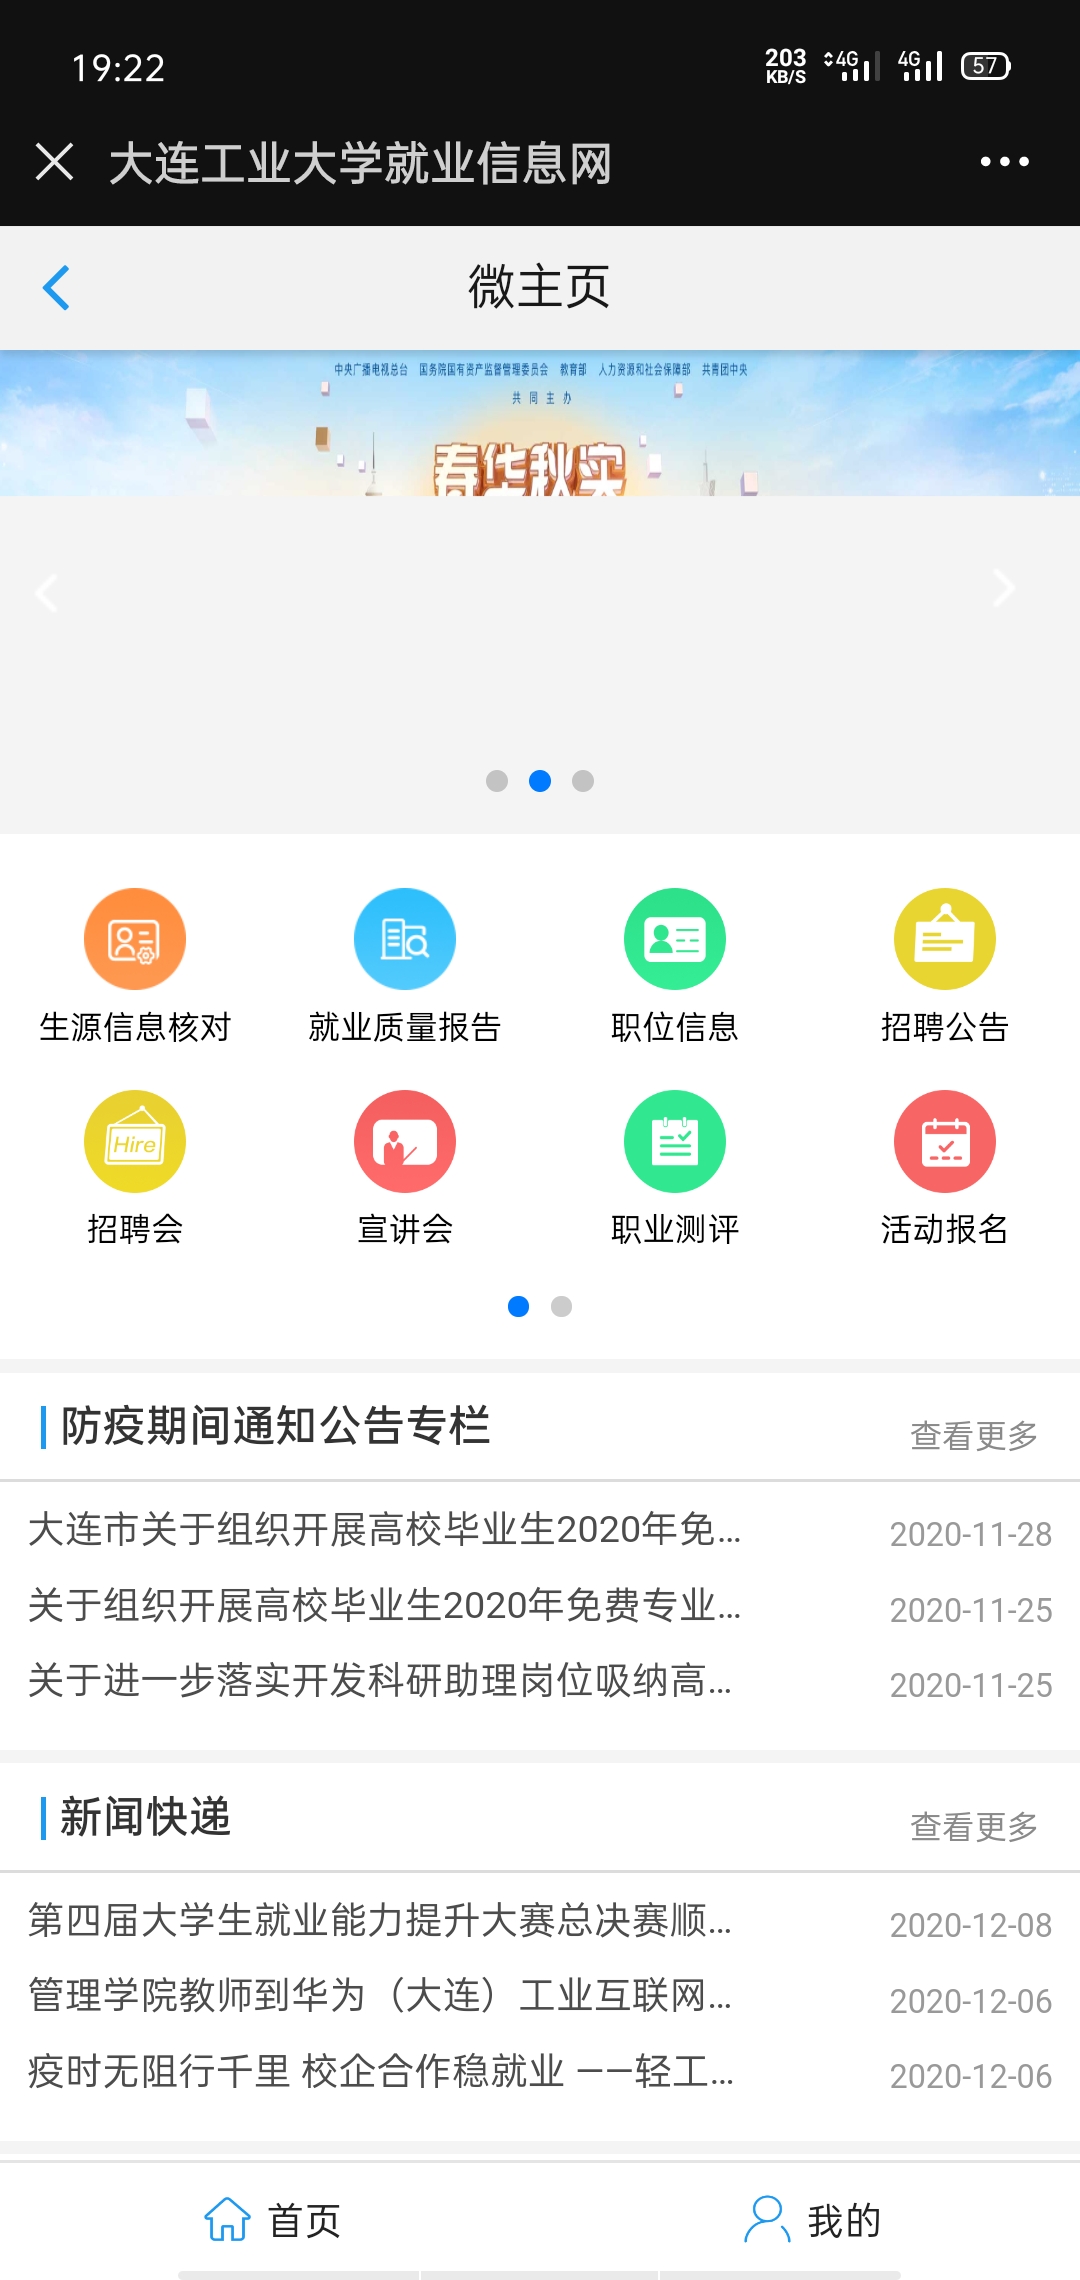 19:22
203 KB/S 4G 4G 57
大连工业大学就业信息网
微主页
中央广播电视总台 国务院国有资产监督管理委员会 教育部 人力资源和社会保障部 共青团中央
共同主办
春华秋实
生源信息核对 就业质量报告 职位信息 招聘公告
Hire
招聘会 宣讲会 职业测评 活动报名
防疫期间通知公告专栏 查看更多
大连市关于组织开展高校毕业生2020年免... 2020-11-28
关于组织开展高校毕业生2020年免费专业... 2020-11-25
关于进一步落实开发科研助理岗位吸纳高... 2020-11-25
新闻快递 查看更多
第四届大学生就业能力提升大赛总决赛顺... 2020-12-08
管理学院教师到华为（大连）工业互联网... 2020-12-06
疫时无阻行千里 校企合作稳就业 ——轻工... 2020-12-06
首页 我的